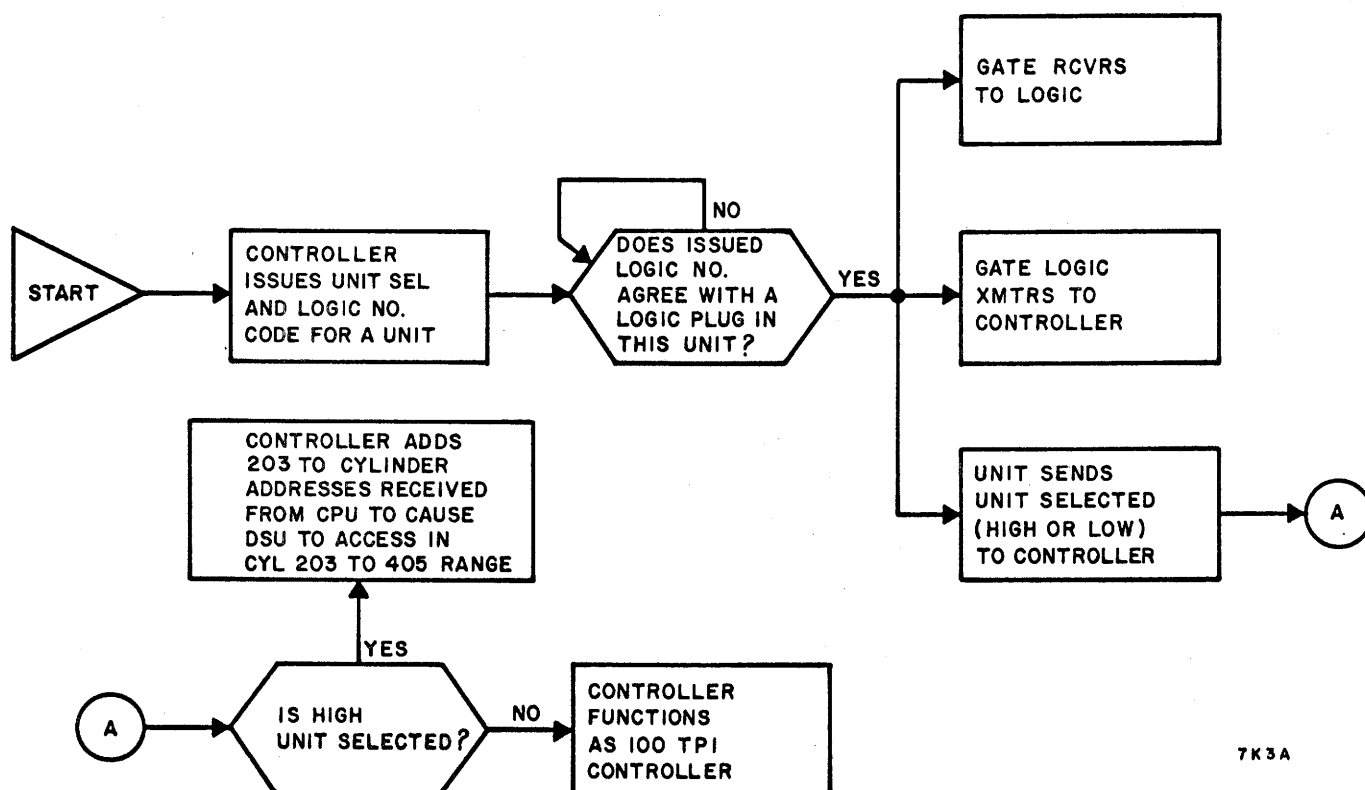 START
CONTROLLER
ISSUES UNIT SEL
AND LOGIC NO.
CODE FOR A UNIT
NO
DOES ISSUED
LOGIC NO.
AGREE WITH A
LOGIC PLUG IN
THIS UNIT?
YES
GATE RCVRS
TO LOGIC
GATE LOGIC
XMTRS TO
CONTROLLER
UNIT SENDS
UNIT SELECTED
(HIGH OR LOW)
TO CONTROLLER
A
CONTROLLER ADDS
203 TO CYLINDER
ADDRESSES RECEIVED
FROM CPU TO CAUSE
DSU TO ACCESS IN
CYL 203 TO 405 RANGE
YES
A
IS HIGH
UNIT SELECTED?
NO
CONTROLLER
FUNCTIONS
AS 100 TPI
CONTROLLER
7K3A